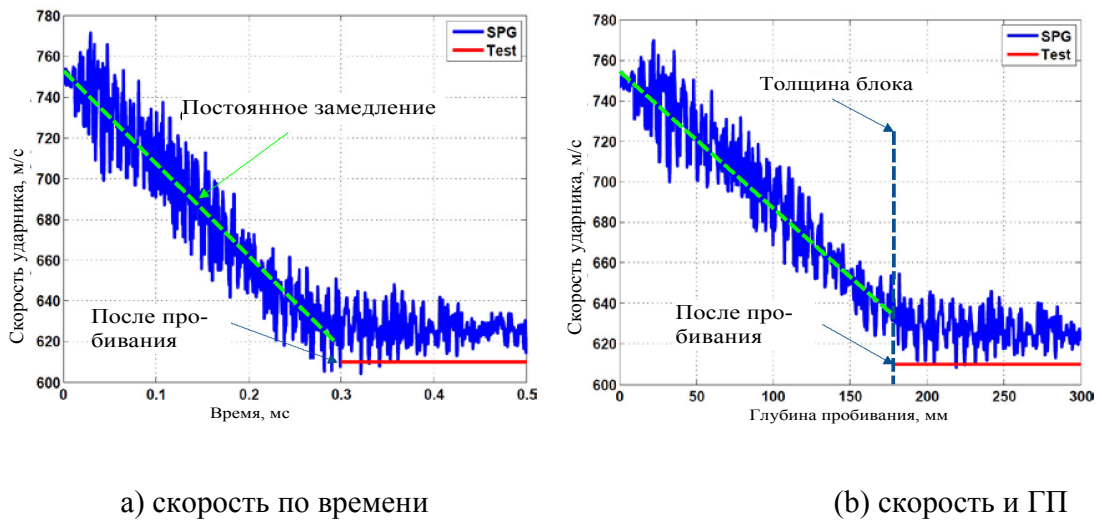 780
760
740
720
700
680
660
640
620
600
Скорость ударника, м/с
SPG
Test
Постоянное замедление
После про-
бивания
0
0.1
0.2
0.3
0.4
0.5
Время, мс
780
760
740
720
700
680
660
640
620
600
Скорость ударника, м/с
SPG
Test
Толщина блока
После про-
бивания
0
50
100
150
200
250
300
Глубина пробивания, мм
а) скорость по времени
(b) скорость и ГП